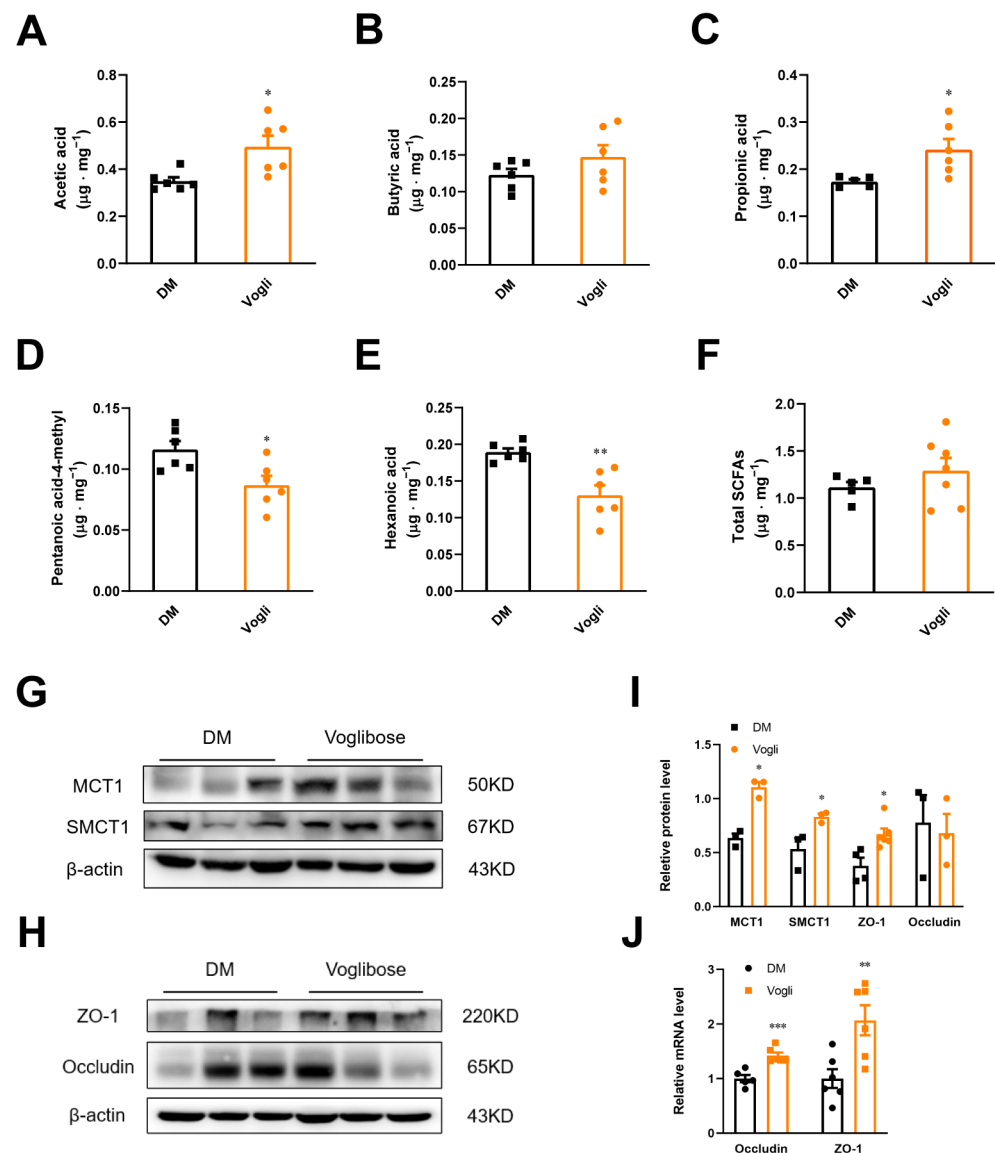 A
Acetic acid
(μg · mg⁻¹)
0.8
0.6
0.4
0.2
0.0
*
DM
Vogli
B
Butyric acid
(μg · mg⁻¹)
0.25
0.20
0.15
0.10
0.05
0.00
DM
Vogli
C
Propionic acid
(μg · mg⁻¹)
0.4
0.3
0.2
0.1
0.0
*
DM
Vogli
D
Pentanoic acid-4-methyl
(μg · mg⁻¹)
0.15
0.10
0.05
0.00
*
DM
Vogli
E
Hexanoic acid
(μg · mg⁻¹)
0.25
0.20
0.15
0.10
0.05
0.00
**
DM
Vogli
F
Total SCFAs
(μg · mg⁻¹)
2.0
1.5
1.0
0.5
0.0
DM
Vogli
G
DM Voglibose
MCT1 50KD
SMCT1 67KD
β-actin 43KD
H
DM Voglibose
ZO-1 220KD
Occludin 65KD
β-actin 43KD
I
DM
Vogli
Reletive protein level
1.5
1.0
0.5
0.0
* * *
MCT1 SMCT1 ZO-1 Occludin
J
DM
Vogli
Relative mRNA level
3
2
1
0
*** **
Occludin ZO-1